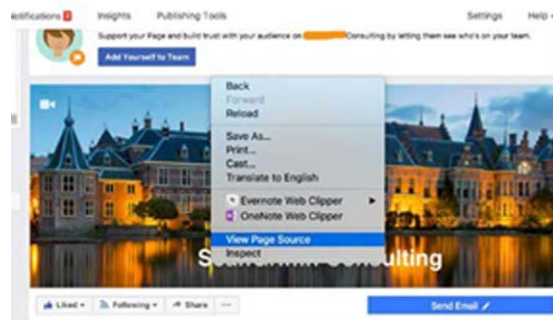 Notifications
Insights
Publishing Tools
Settings
Help
Support your Page and build trust with your audience on
Consulting by letting them see who's on your team.
Add Yourself to Team
Back
Forward
Reload
Save As...
Print...
Cast...
Translate to English
Evernote Web Clipper
OneNote Web Clipper
View Page Source
Inspect
Consulting
Liked
Following
Share
Send Email